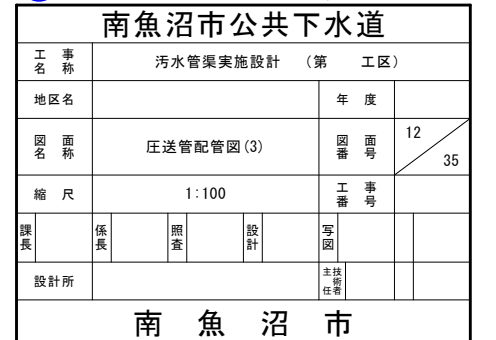 南魚沼市公共下水道
工事名称 汚水管渠実施設計 (第 工区)
地区名 年度
図面名称 圧送管配管図(3) 図面番号 12/35
縮尺 1:100 工事番号
課長 係長 照査 設計 写図
設計所 主任技術者
南魚沼市